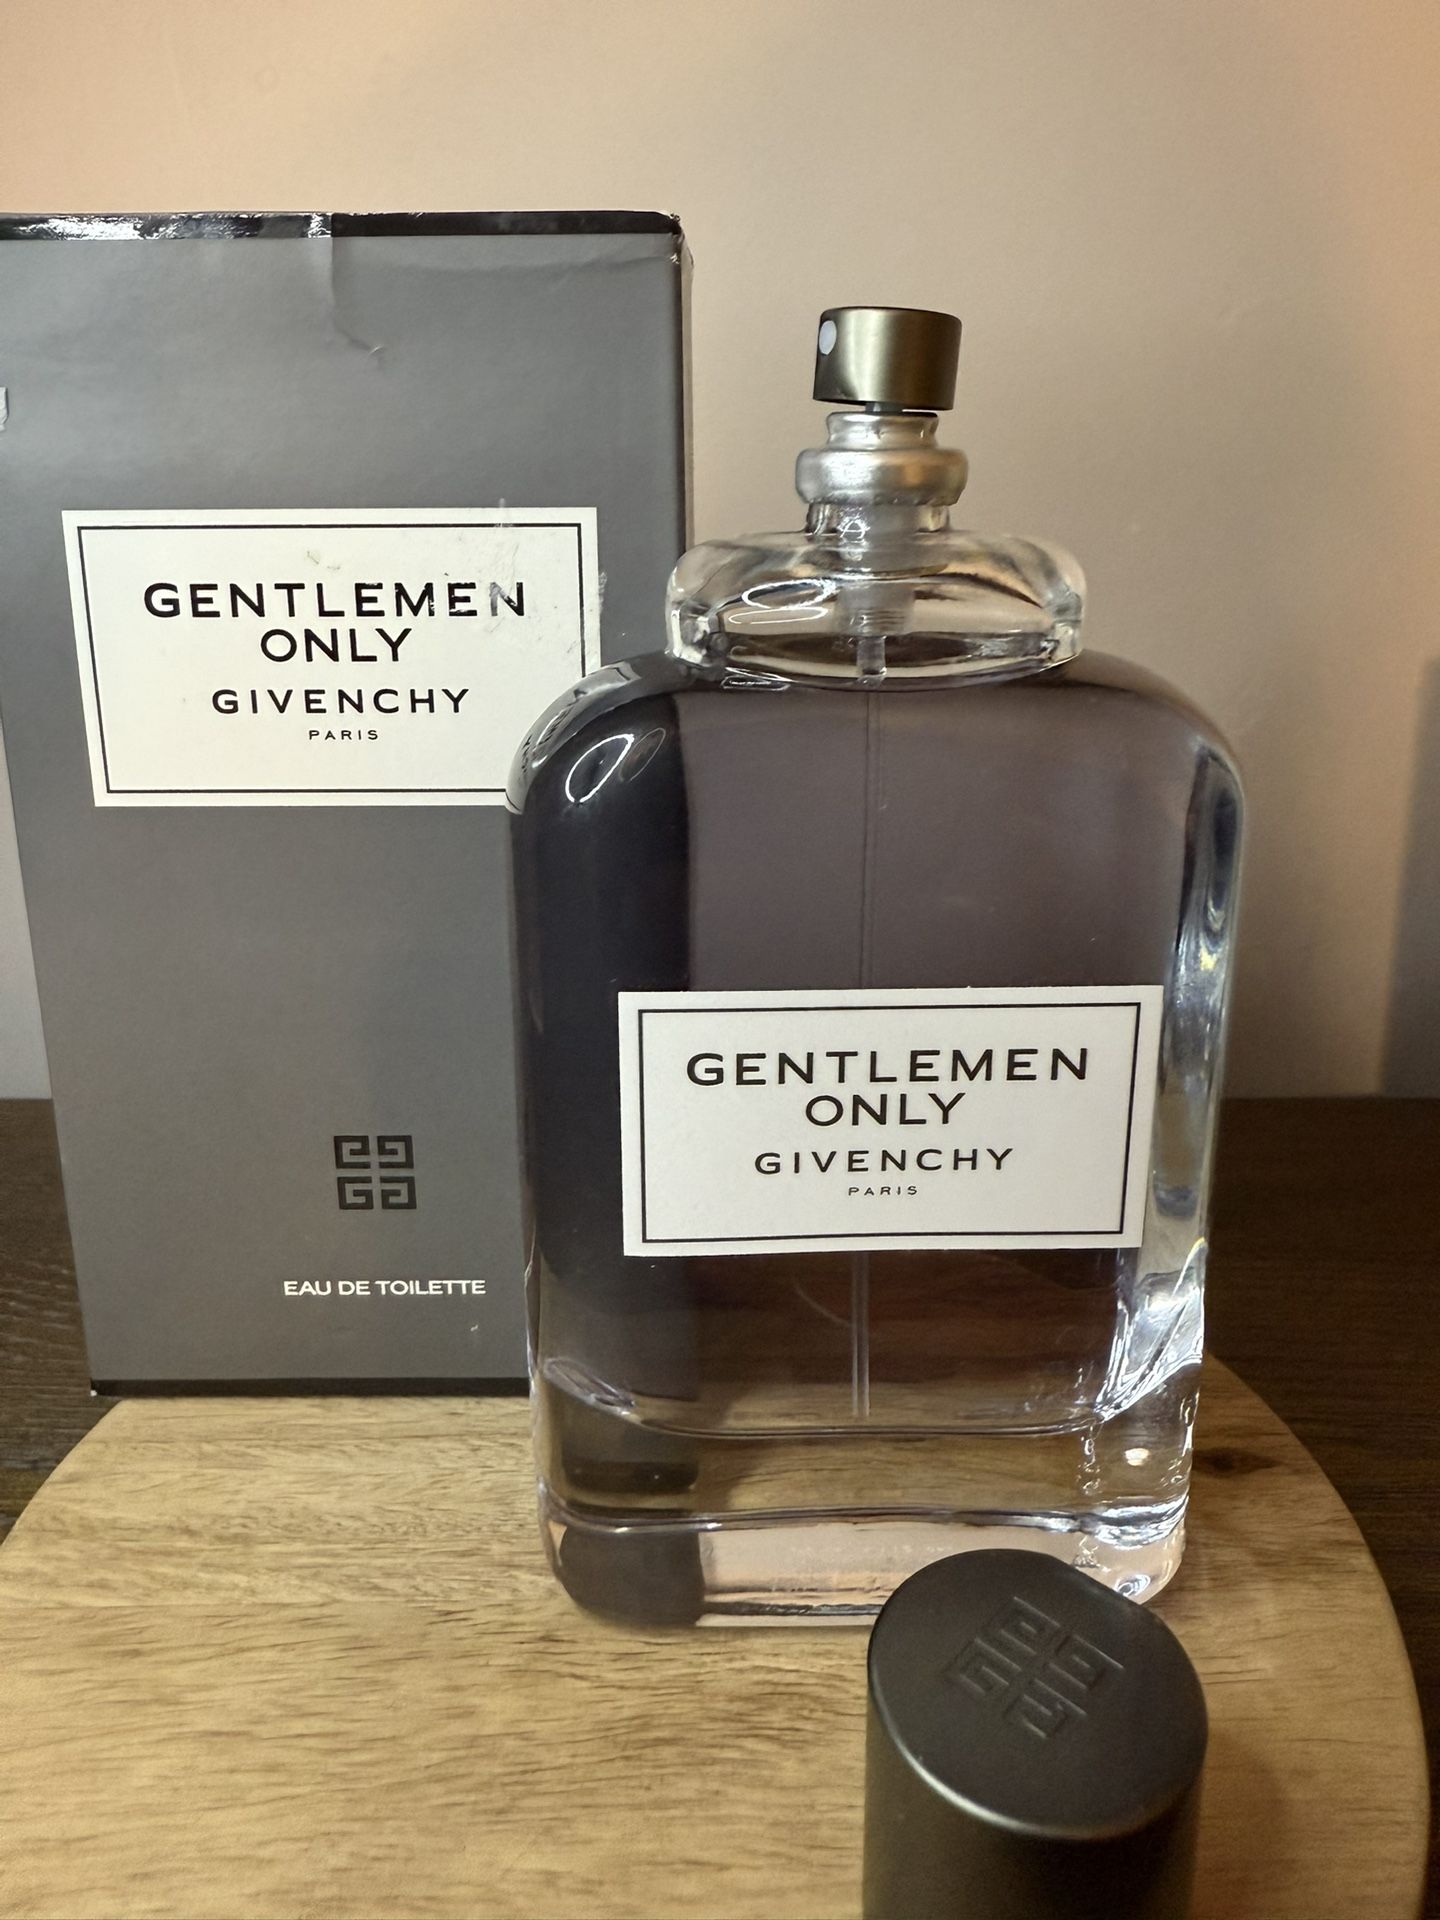 GENTLEMEN
ONLY
GIVENCHY
PARIS
EAU DE TOILETTE
GENTLEMEN
ONLY
GIVENCHY
PARIS